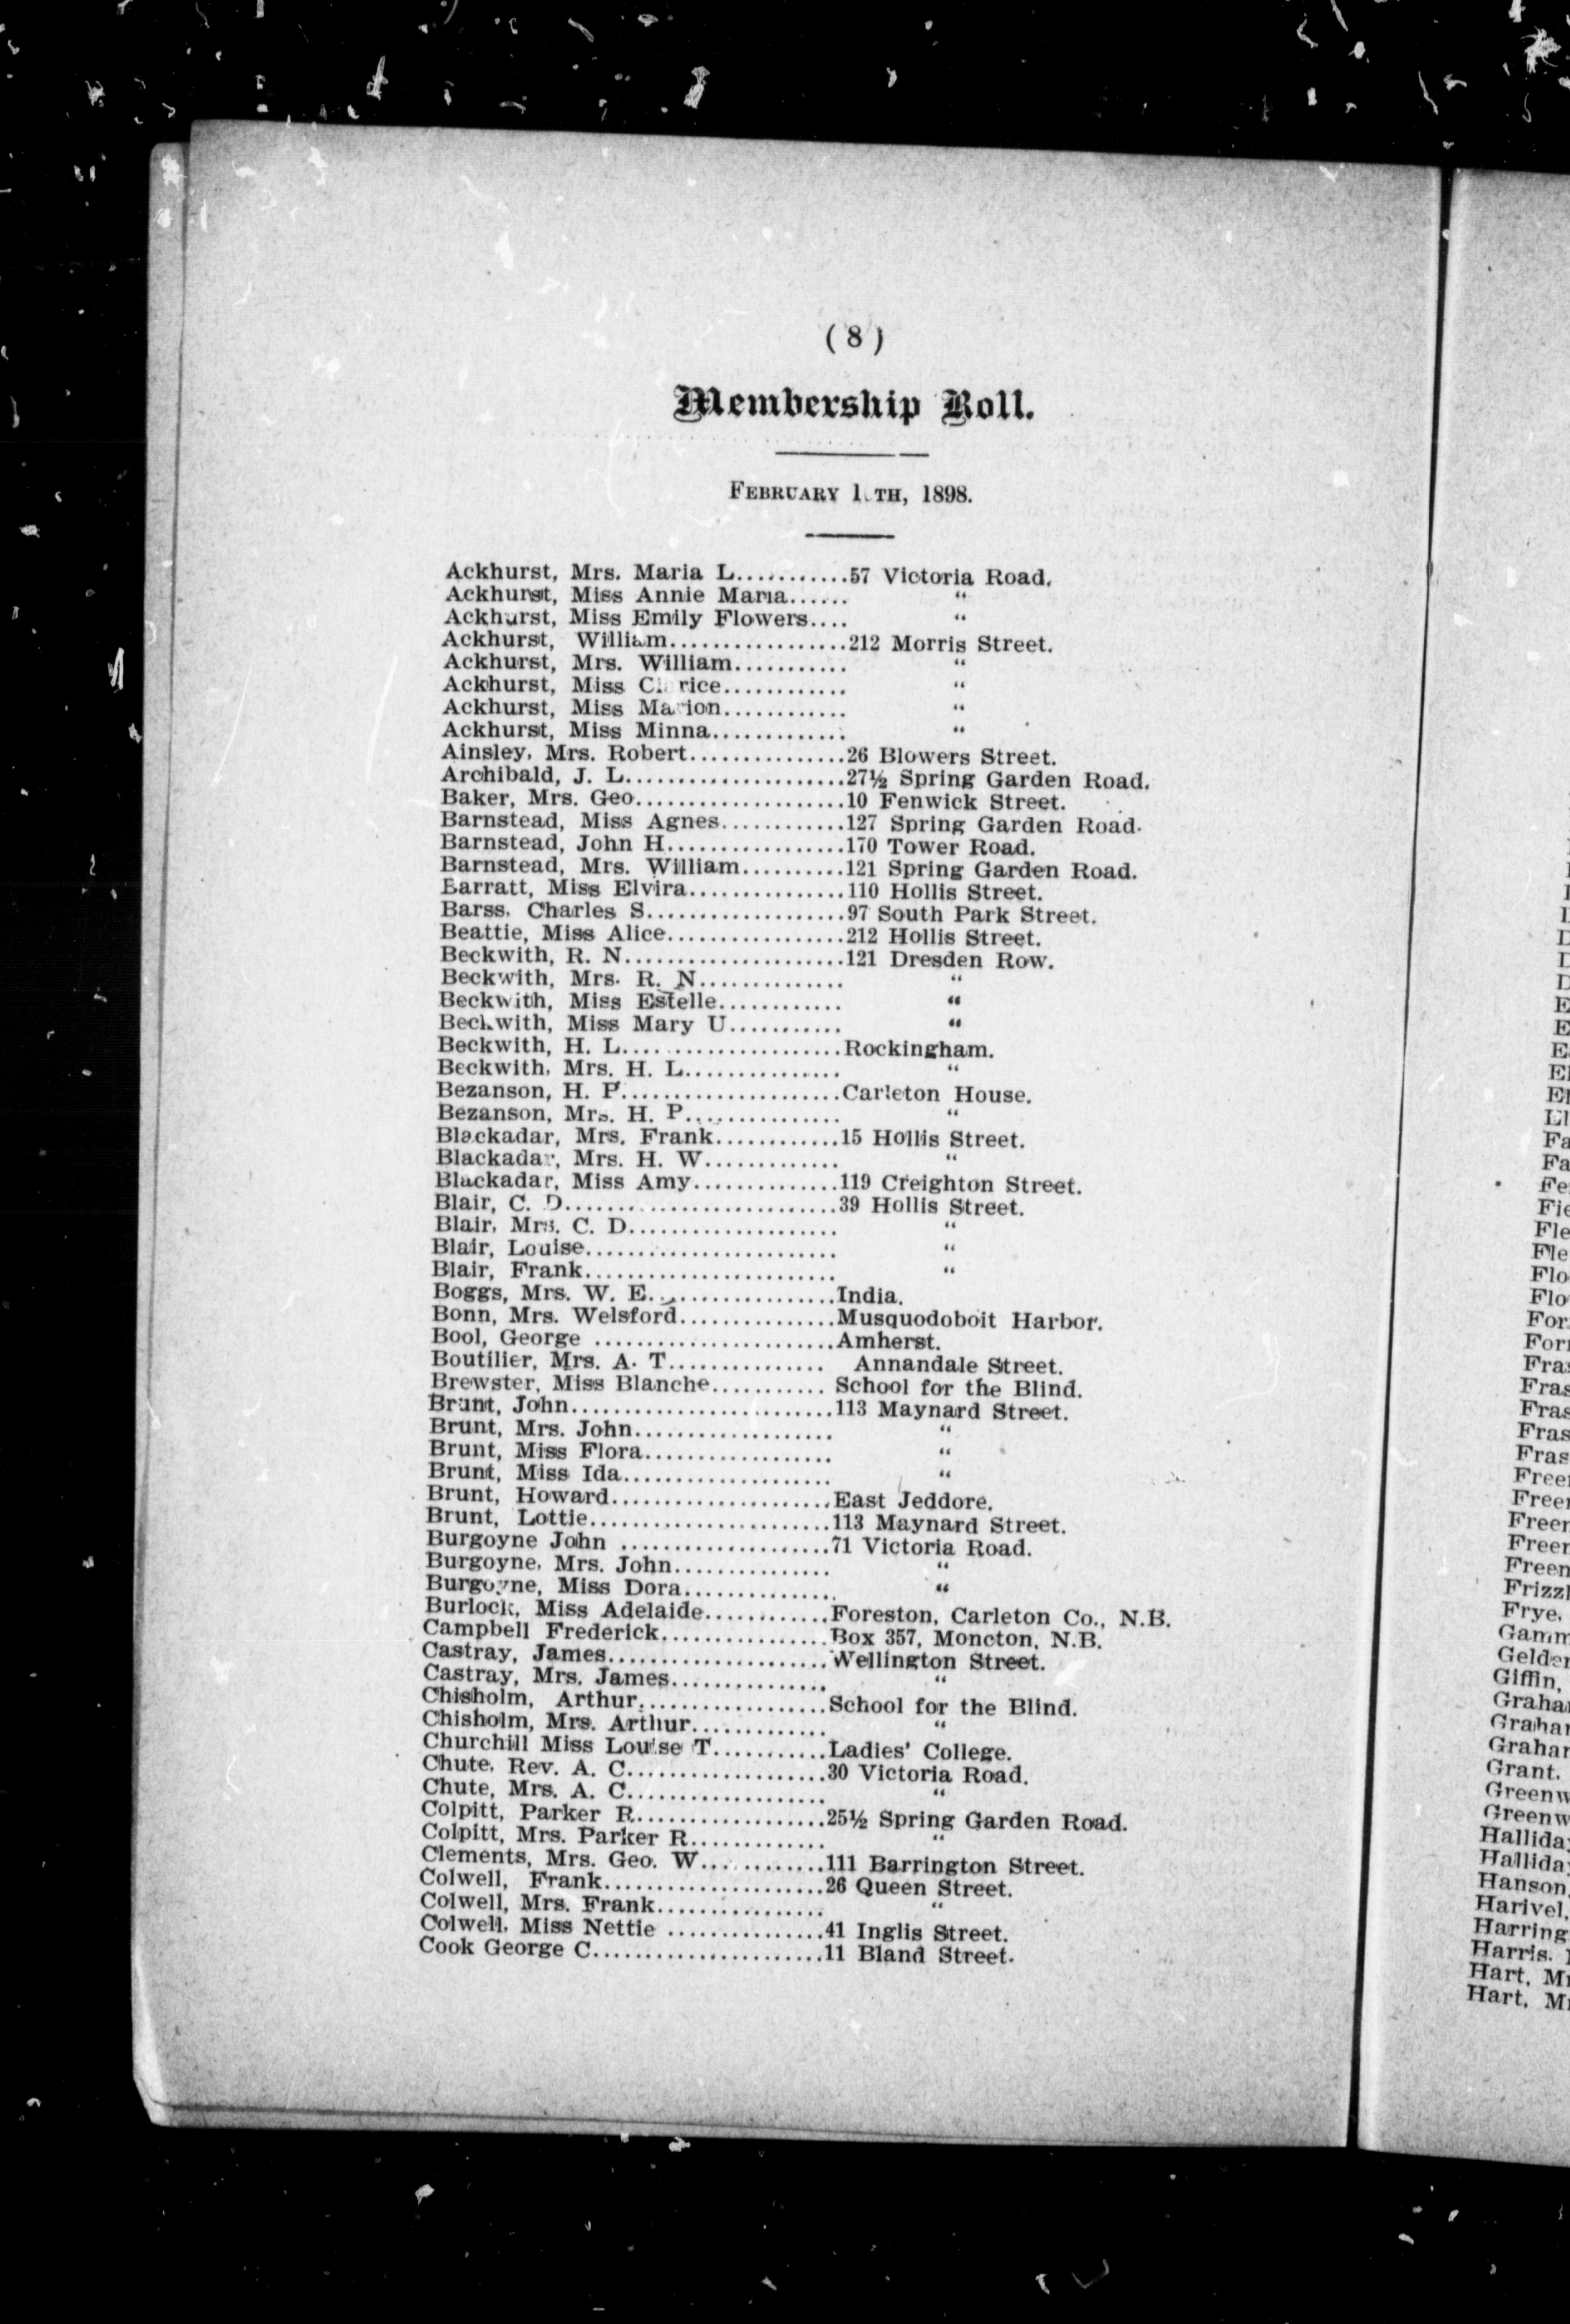 ( 8 )
Membership Roll.
FEBRUARY TH, 1898.
Ackhurst, Mrs. Maria L...........57 Victoria Road.
Ackhurst, Miss Annie Maria...... "
Ackhurst, Miss Emily Flowers.... "
Ackhurst, William.................212 Morris Street.
Ackhurst, Mrs. William........... "
Ackhurst, Miss Clarice............ "
Ackhurst, Miss Marion............ "
Ackhurst, Miss Minna............. "
Ainsley, Mrs. Robert...............26 Blowers Street.
Archibald, J. L.....................27½ Spring Garden Road.
Baker, Mrs. Geo....................10 Fenwick Street.
Barnstead, Miss Agnes............127 Spring Garden Road.
Barnstead, John H.................170 Tower Road.
Barnstead, Mrs. William..........121 Spring Garden Road.
Barratt, Miss Elvira...............110 Hollis Street.
Barss, Charles S...................97 South Park Street.
Beattie, Miss Alice.................212 Hollis Street.
Beckwith, R. N.....................121 Dresden Row.
Beckwith, Mrs. R. N.............. "
Beckwith, Miss Estelle............ "
Beckwith, Miss Mary U........... "
Beckwith, H. L.....................Rockingham.
Beckwith, Mrs. H. L............... "
Bezanson, H. P.....................Carleton House.
Bezanson, Mrs. H. P............... "
Blackadar, Mrs. Frank............15 Hollis Street.
Blackadar, Mrs. H. W............. "
Blackadar, Miss Amy..............119 Creighton Street.
Blair, C. D..........................39 Hollis Street.
Blair, Mrs. C. D.................... "
Blair, Louise........................ "
Blair, Frank........................ "
Boggs, Mrs. W. E..................India.
Bonn, Mrs. Welsford...............Musquodoboit Harbor.
Bool, George .......................Amherst.
Boutilier, Mrs. A. T............... Annandale Street.
Brewster, Miss Blanche........... School for the Blind.
Brunt, John.........................113 Maynard Street.
Brunt, Mrs. John................... "
Brunt, Miss Flora.................. "
Brunt, Miss Ida.................... "
Brunt, Howard.....................East Jeddore.
Brunt, Lottie.......................113 Maynard Street.
Burgoyne John ....................71 Victoria Road.
Burgoyne, Mrs. John............... "
Burgoyne, Miss Dora.............. "
Burlock, Miss Adelaide............Foreston, Carleton Co., N.B.
Campbell Frederick................Box 357, Moncton, N.B.
Castray, James.....................Wellington Street.
Castray, Mrs. James............... "
Chisholm, Arthur..................School for the Blind.
Chisholm, Mrs. Arthur............. "
Churchill Miss Louise T...........Ladies' College.
Chute, Rev. A. C...................30 Victoria Road.
Chute, Mrs. A. C................... "
Colpitt, Parker R..................25½ Spring Garden Road.
Colpitt, Mrs. Parker R............. "
Clements, Mrs. Geo. W............111 Barrington Street.
Colwell, Frank.....................26 Queen Street.
Colwell, Mrs. Frank................ "
Colwell, Miss Nettie ...............41 Inglis Street.
Cook George C......................11 Bland Street.